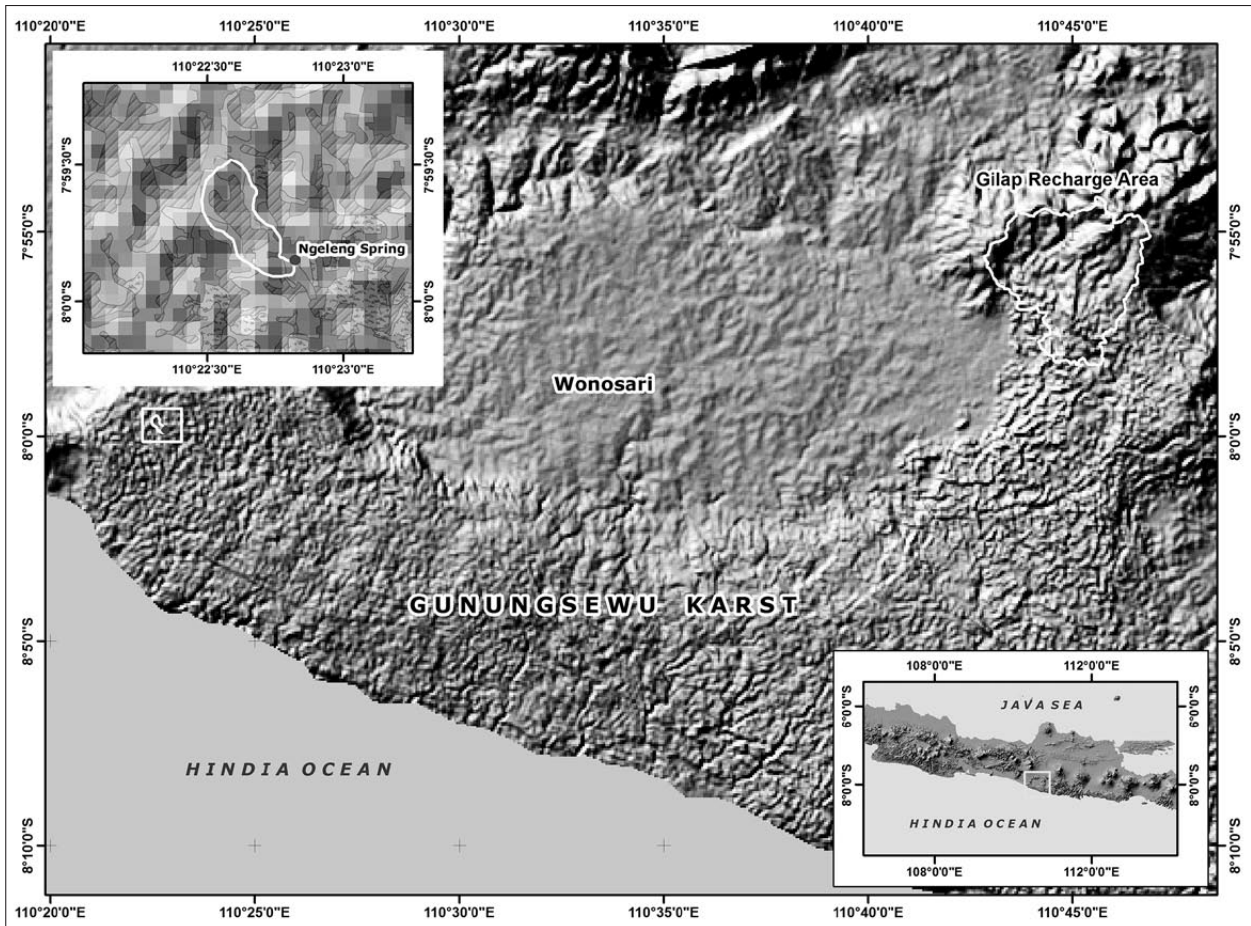 110°20'0"E 110°25'0"E 110°30'0"E 110°35'0"E 110°40'0"E 110°45'0"E
110°22'30"E 110°23'0"E
7°59'30"S
7°59'30"S
Ngeleng Spring
8°0'0"S
8°0'0"S
110°22'30"E 110°23'0"E
Gilap Recharge Area
7°55'0"S
7°55'0"S
Wonosari
8°0'0"S
8°0'0"S
GUNUNGSEWU KARST
8°5'0"S
8°5'0"S
HINDIA OCEAN
108°0'0"E 112°0'0"E
JAVA SEA
6°0'0"S
6°0'0"S
8°0'0"S
8°0'0"S
HINDIA OCEAN
108°0'0"E 112°0'0"E
8°10'0"S
8°10'0"S
110°20'0"E 110°25'0"E 110°30'0"E 110°35'0"E 110°40'0"E 110°45'0"E